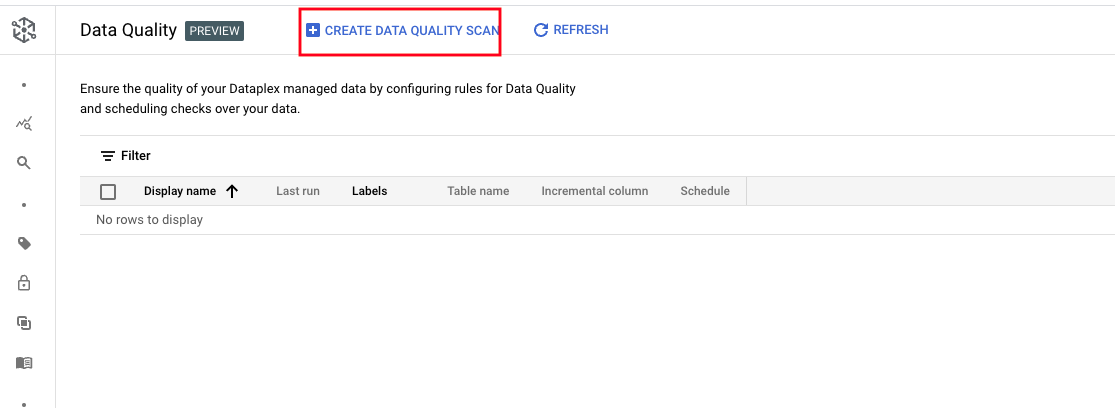 Data Quality PREVIEW CREATE DATA QUALITY SCAN REFRESH
Ensure the quality of your Dataplex managed data by configuring rules for Data Quality
and scheduling checks over your data.
Filter
Display name Last run Labels Table name Incremental column Schedule
No rows to display